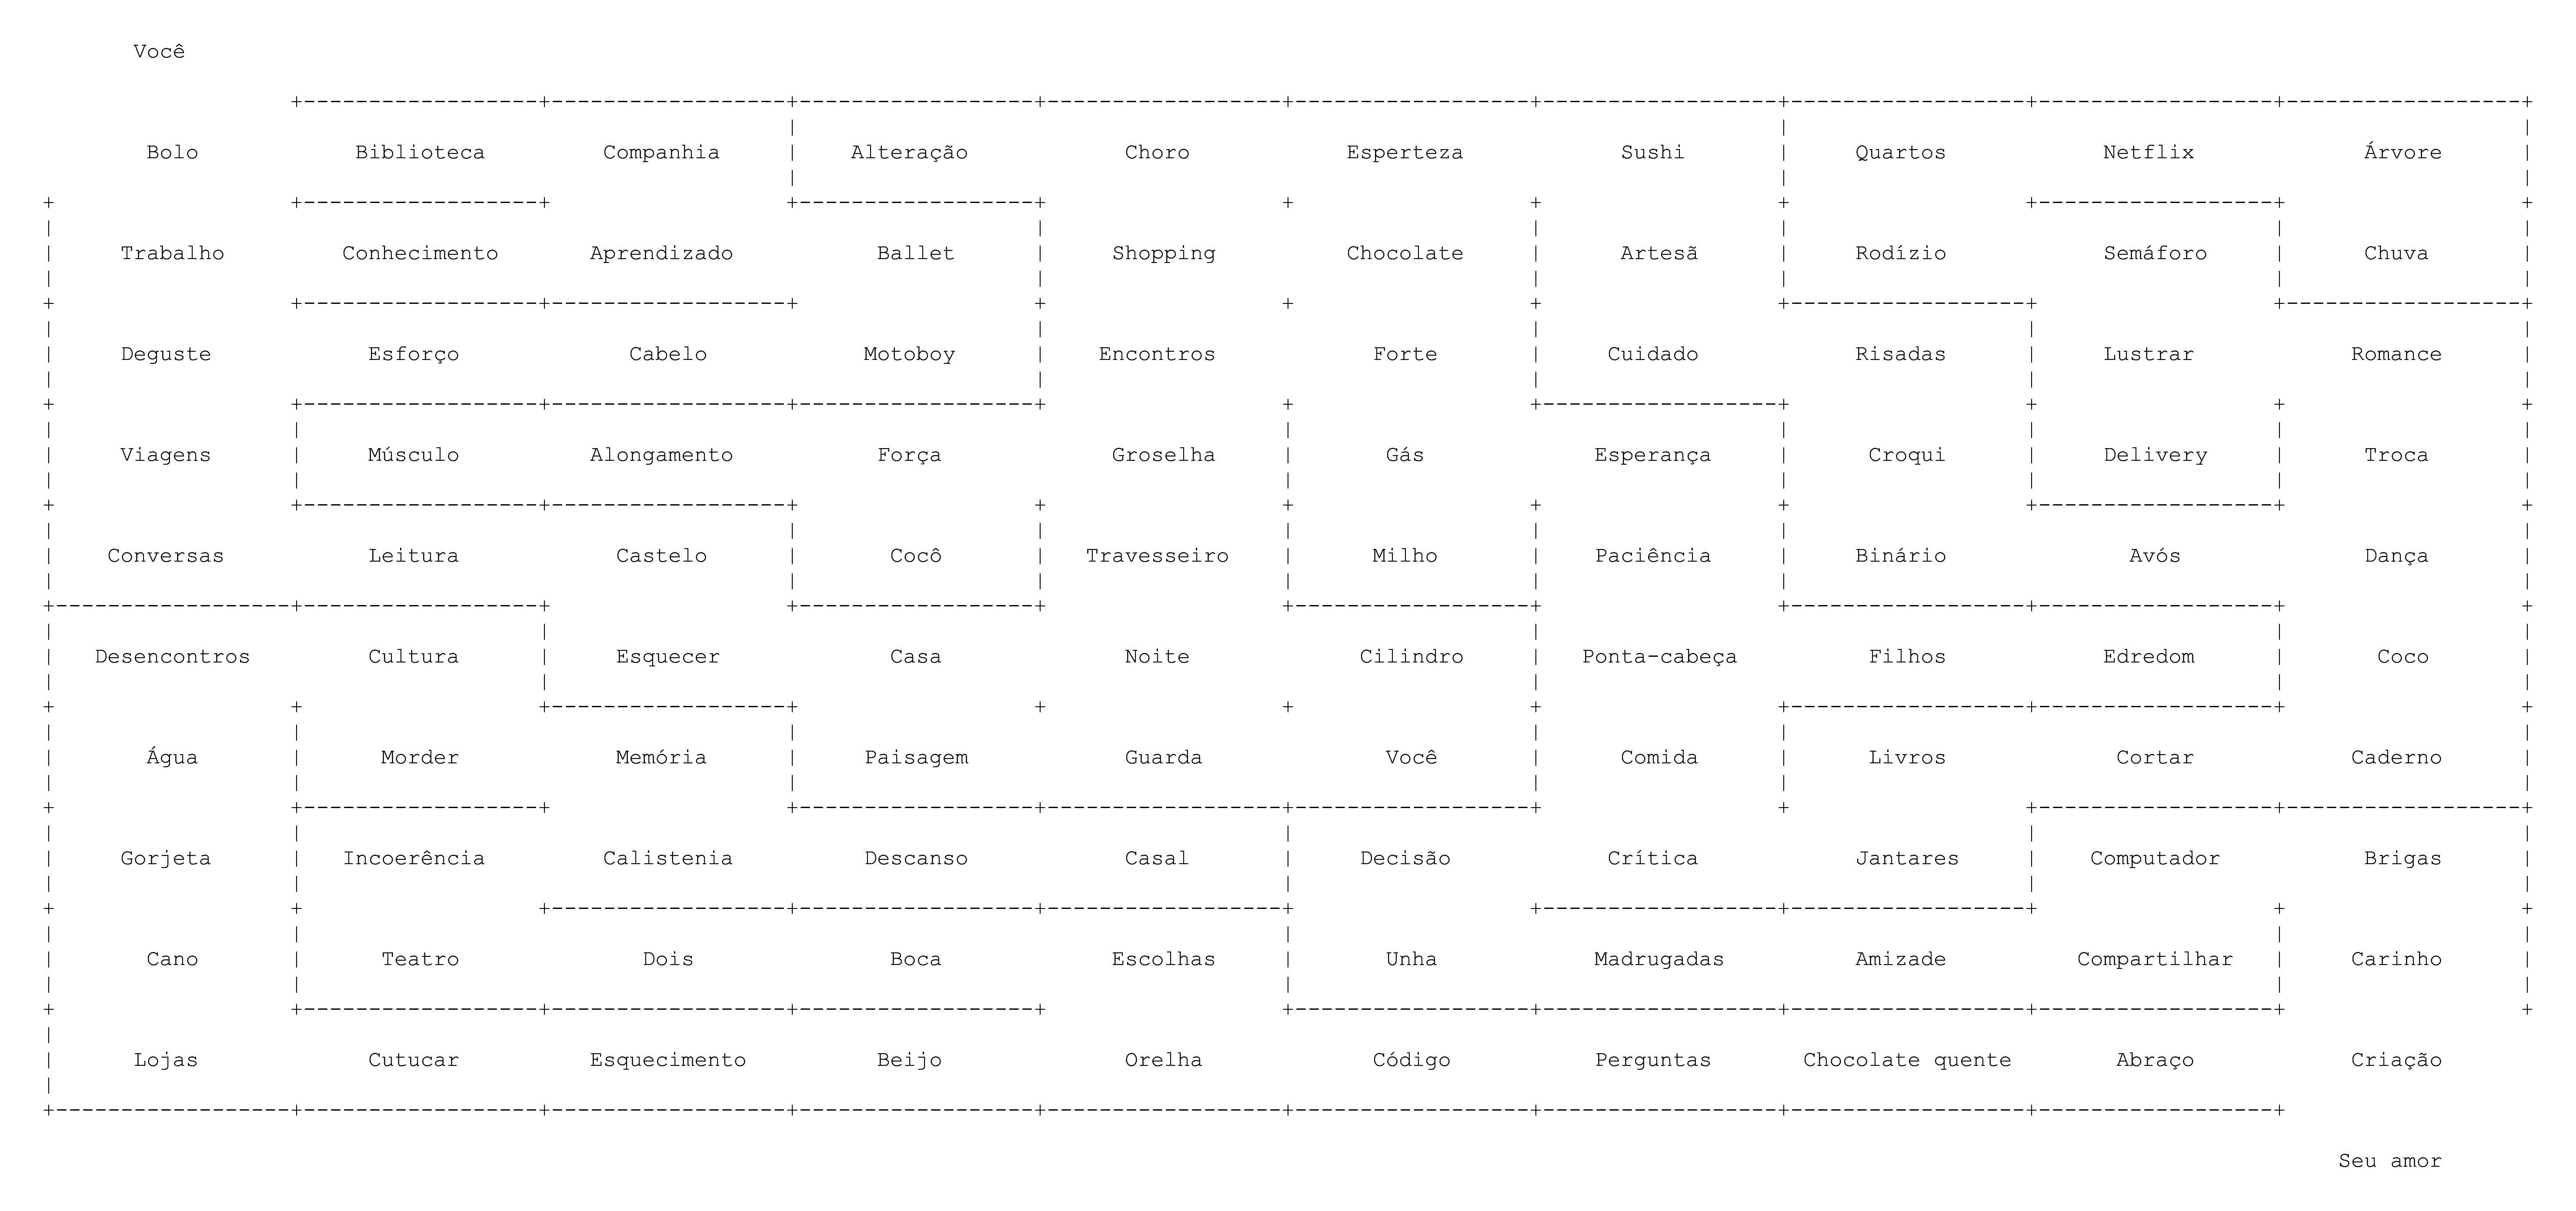 Você
Bolo Biblioteca Companhia Alteração Choro Esperteza Sushi Quartos Netflix Árvore
Trabalho Conhecimento Aprendizado Ballet Shopping Chocolate Artesã Rodízio Semáforo Chuva
Deguste Esforço Cabelo Motoboy Encontros Forte Cuidado Risadas Lustrar Romance
Viagens Músculo Alongamento Força Groselha Gás Esperança Croqui Delivery Troca
Conversas Leitura Castelo Cocô Travesseiro Milho Paciência Binário Avós Dança
Desencontros Cultura Esquecer Casa Noite Cilindro Ponta-cabeça Filhos Edredom Coco
Água Morder Memória Paisagem Guarda Você Comida Livros Cortar Caderno
Gorjeta Incoerência Calistenia Descanso Casal Decisão Crítica Jantares Computador Brigas
Cano Teatro Dois Boca Escolhas Unha Madrugadas Amizade Compartilhar Carinho
Lojas Cutucar Esquecimento Beijo Orelha Código Perguntas Chocolate quente Abraço Criação
Seu amor